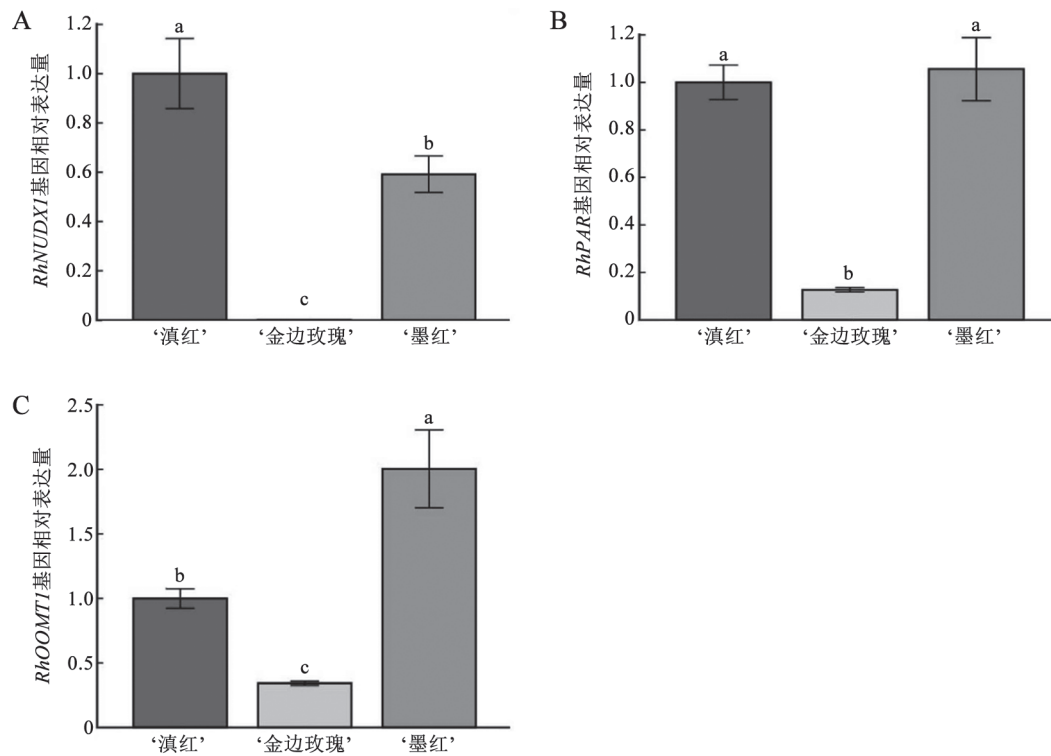 A
RhNUDX1基因相对表达量
1.2
1.0
0.8
0.6
0.4
0.2
0
a
c
b
‘滇红’ ‘金边玫瑰’ ‘墨红’
B
RhPAR基因相对表达量
1.2
1.0
0.8
0.6
0.4
0.2
0
a
b
a
‘滇红’ ‘金边玫瑰’ ‘墨红’
C
RhOOMT1基因相对表达量
2.5
2.0
1.5
1.0
0.5
0
b
c
a
‘滇红’ ‘金边玫瑰’ ‘墨红’